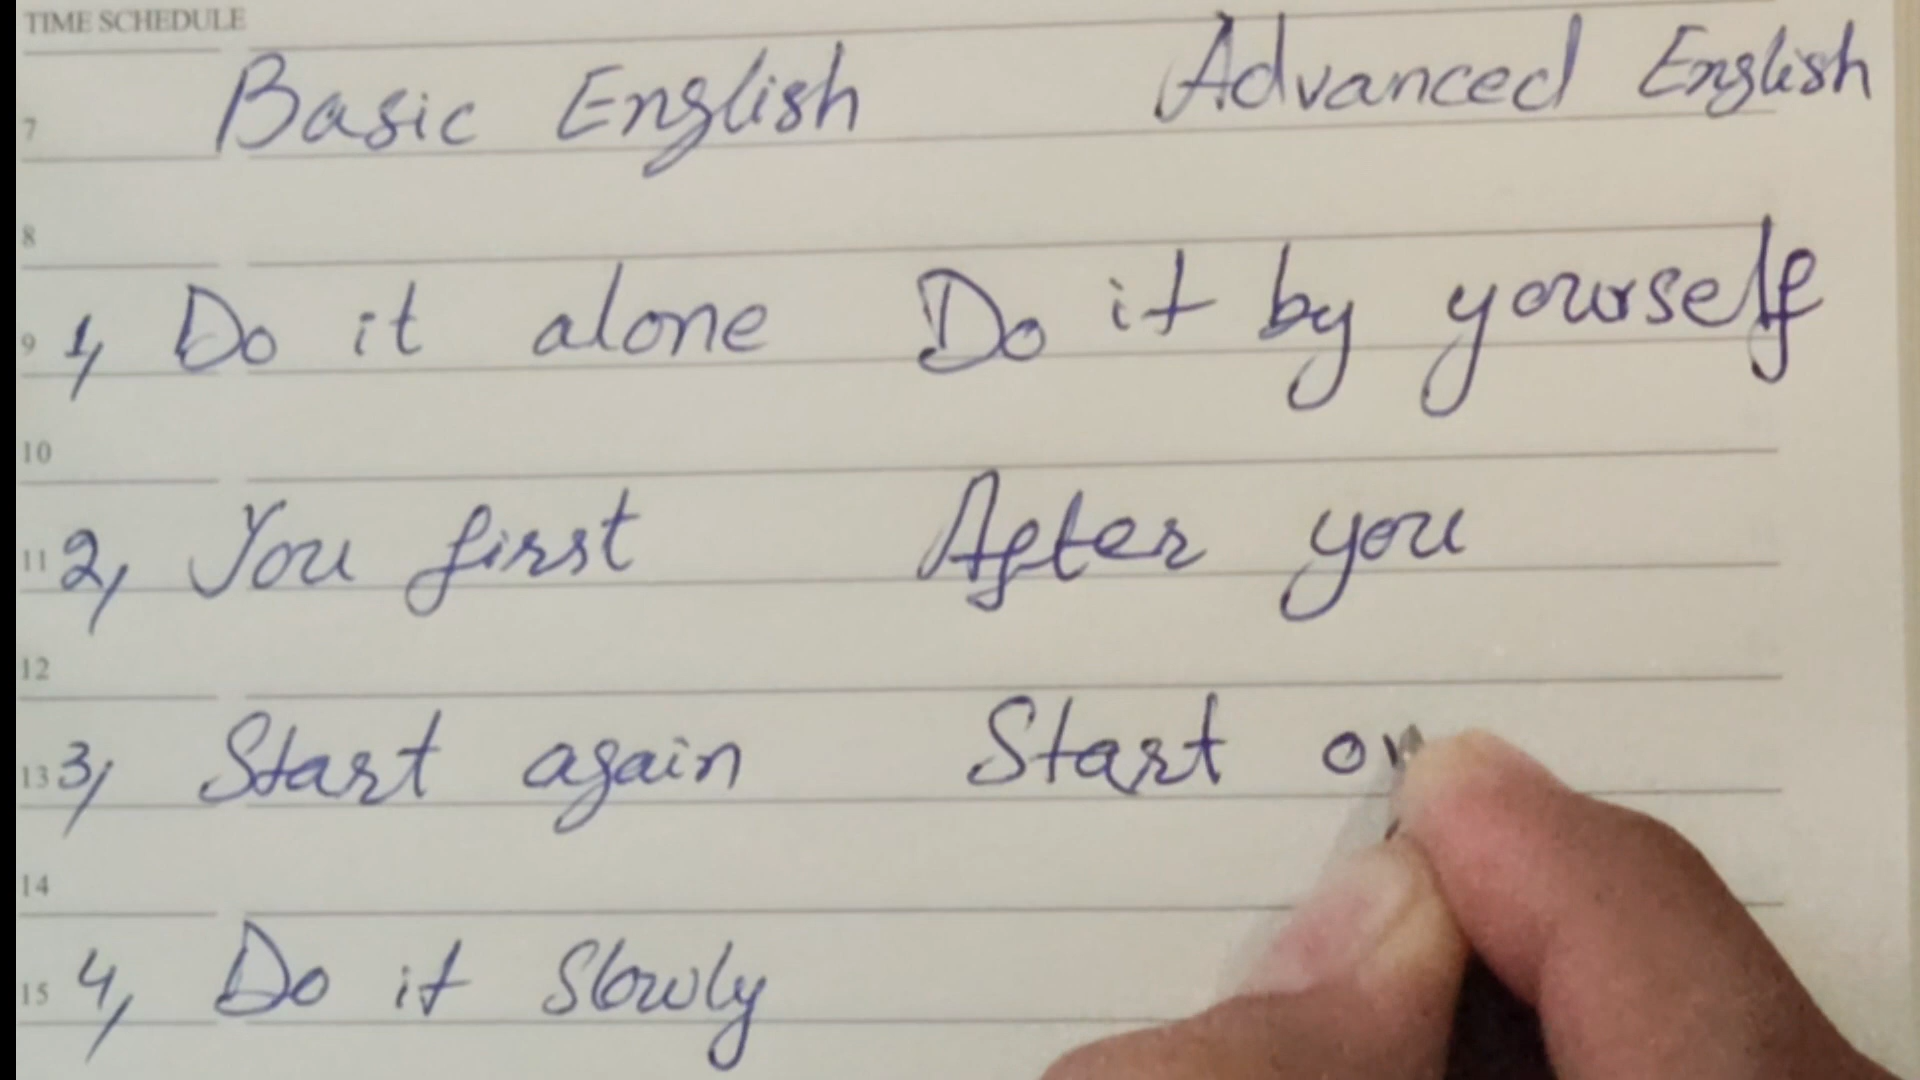 TIME SCHEDULE
Basic English Advanced English
7
8
9 1, Do it alone Do it by yourself
10
11 2, You first After you
12
13 3, Start again Start
14
15 4, Do it Slowly